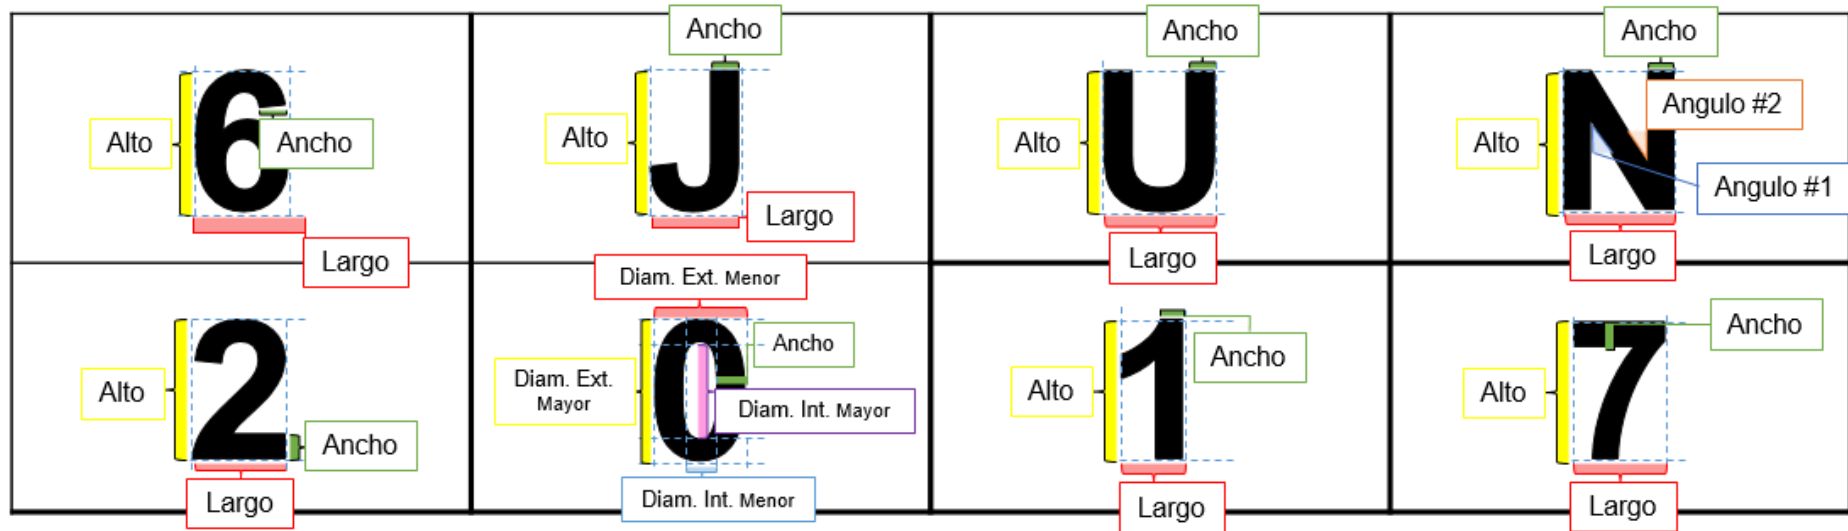 6
Alto
Ancho
Largo
Ancho
J
Alto
Largo
Ancho
U
Alto
Largo
Ancho
N
Angulo #2
Alto
Angulo #1
Largo
2
Alto
Ancho
Largo
Diam. Ext. Menor
0
Ancho
Diam. Ext.
Mayor
Diam. Int. Mayor
Diam. Int. Menor
1
Ancho
Alto
Largo
7
Ancho
Alto
Largo